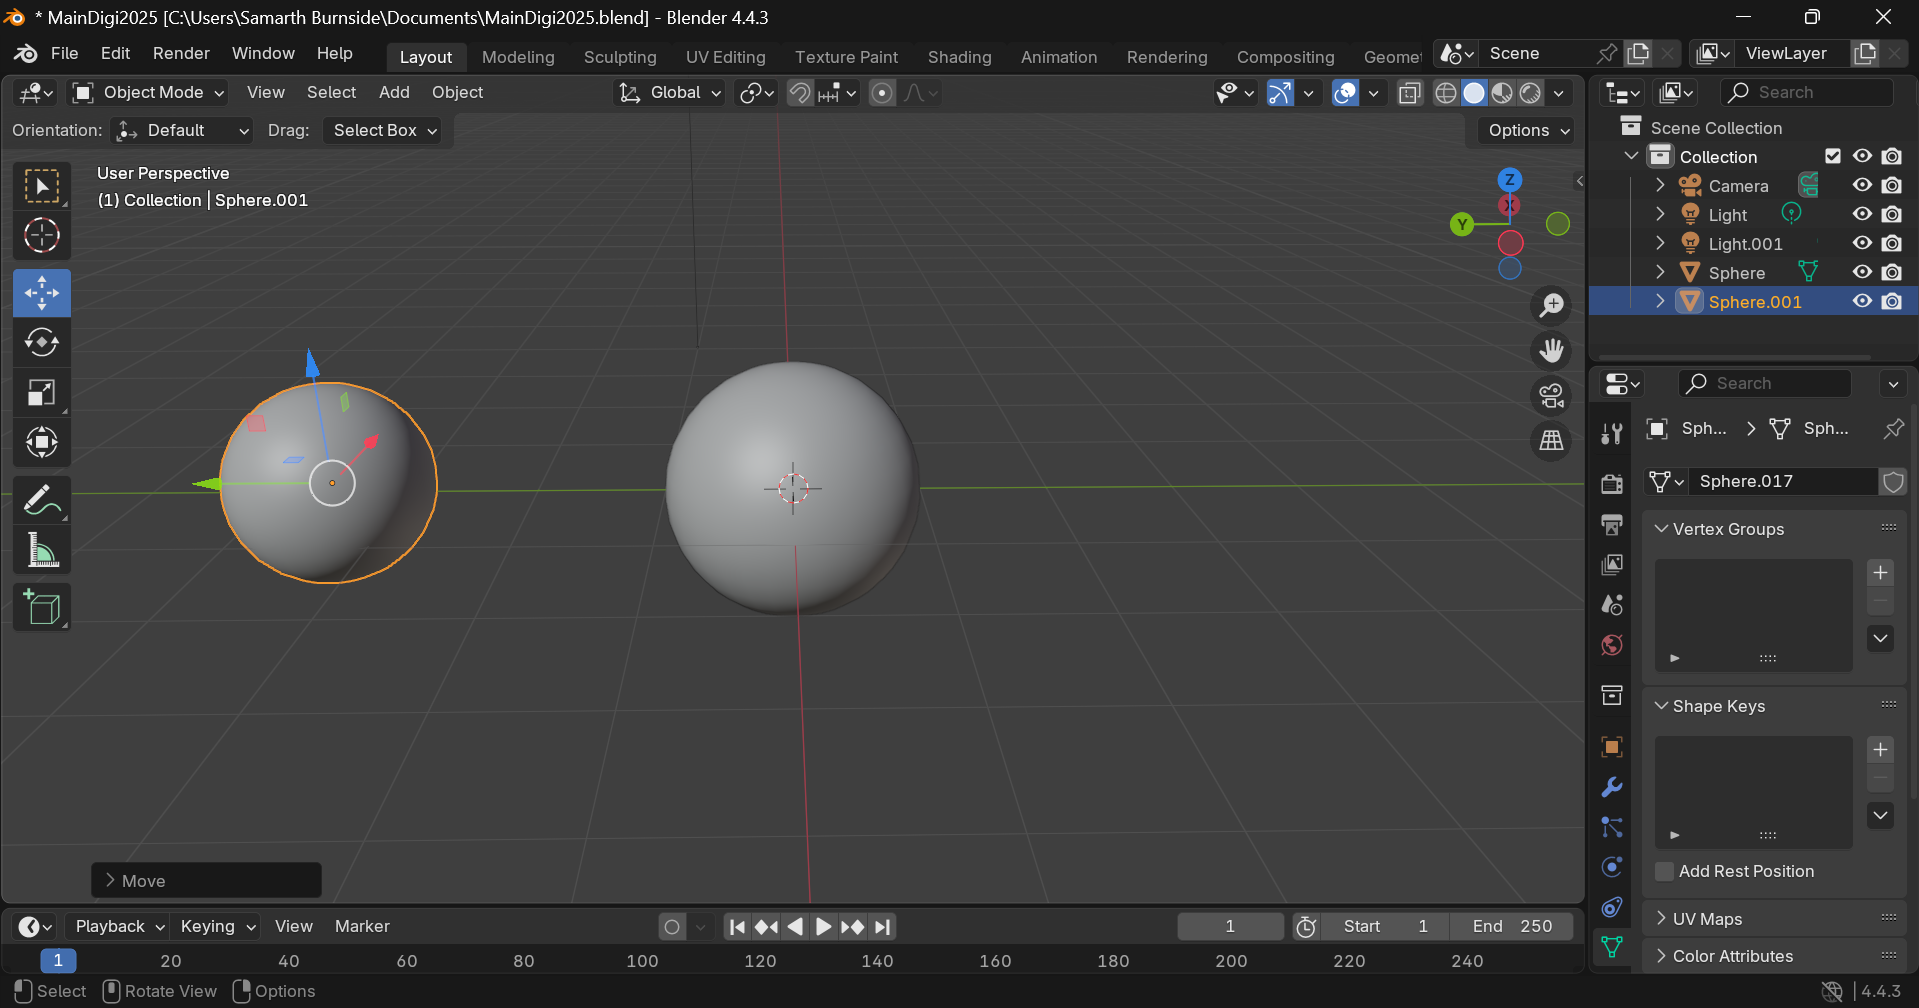 * MainDigi2025 [C:\Users\Samarth Burnside\Documents\MainDigi2025.blend] - Blender 4.4.3
File Edit Render Window Help Layout Modeling Sculpting UV Editing Texture Paint Shading Animation Rendering Compositing Geomet Scene ViewLayer
Object Mode View Select Add Object Global Search
Orientation: Default Drag: Select Box Options
User Perspective
(1) Collection | Sphere.001
Z
X
Y
Move
Scene Collection
Collection
Camera
Light
Light.001
Sphere
Sphere.001
Search
Sph... Sph...
Sphere.017
Vertex Groups
Shape Keys
Add Rest Position
UV Maps
Color Attributes
Playback Keying View Marker 1 Start 1 End 250
1 20 40 60 80 100 120 140 160 180 200 220 240
Select Rotate View Options 4.4.3